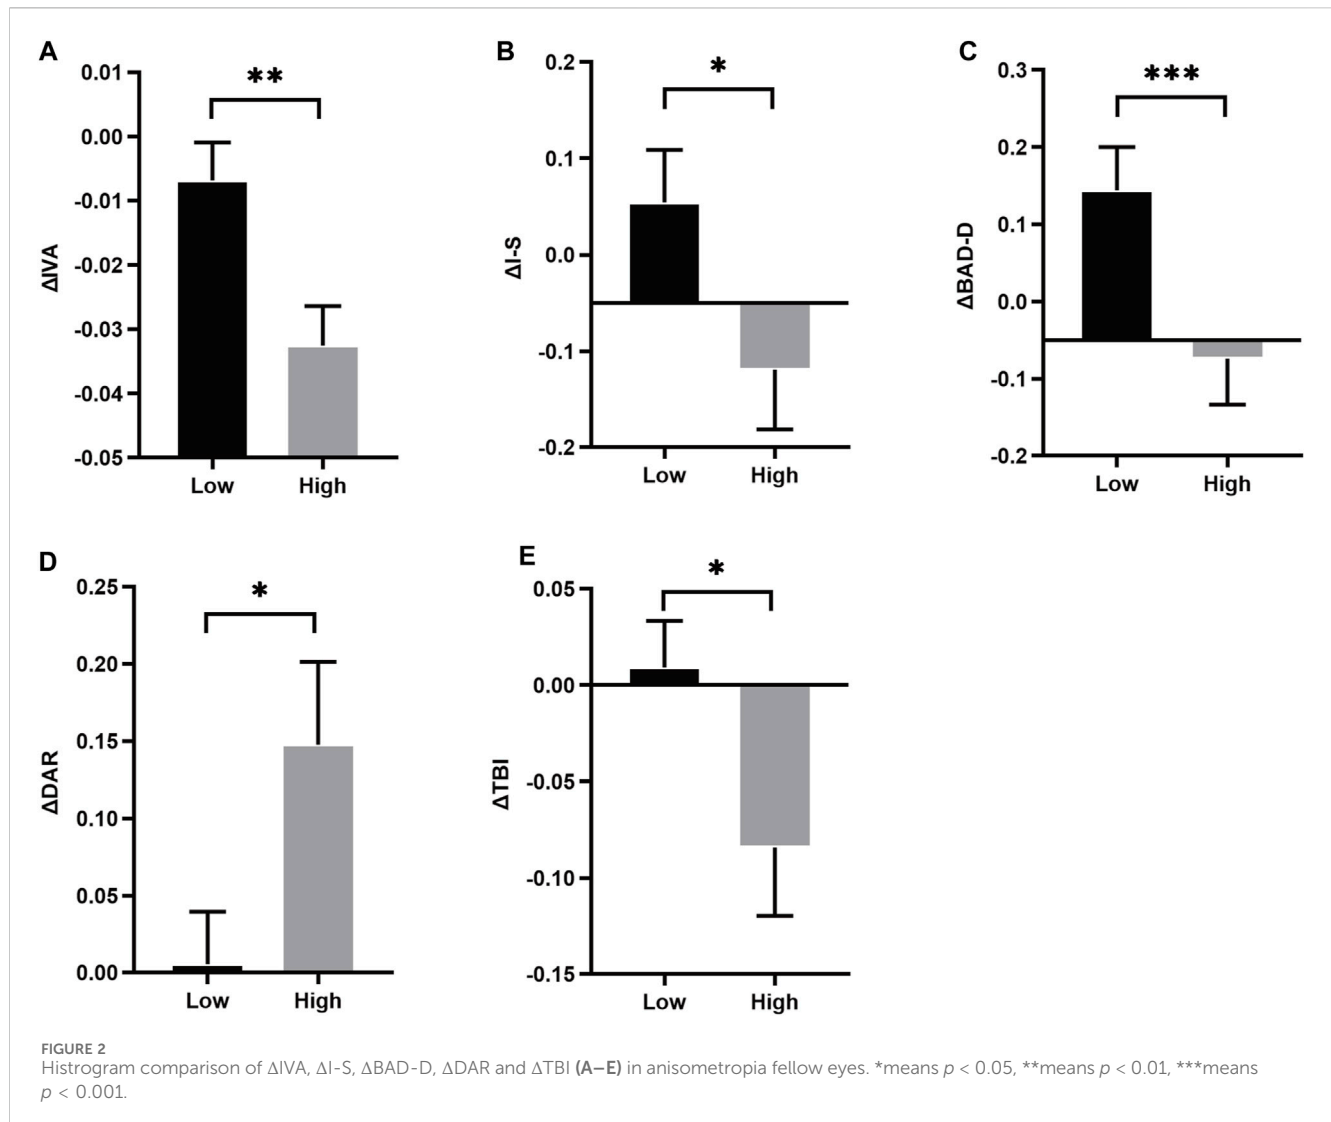 A
**
0.01
0.00
-0.01
-0.02
-0.03
-0.04
-0.05
ΔIVA
Low High
B
*
0.2
0.1
0.0
-0.1
-0.2
ΔI-S
Low High
C
***
0.3
0.2
0.1
0.0
-0.1
-0.2
ΔBAD-D
Low High
D
*
0.25
0.20
0.15
0.10
0.05
0.00
ΔDAR
Low High
E
*
0.05
0.00
-0.05
-0.10
-0.15
ΔTBI
Low High
FIGURE 2
Histrogram comparison of ΔIVA, ΔI-S, ΔBAD-D, ΔDAR and ΔTBI (A–E) in anisometropia fellow eyes. *means p < 0.05, **means p < 0.01, ***means
p < 0.001.